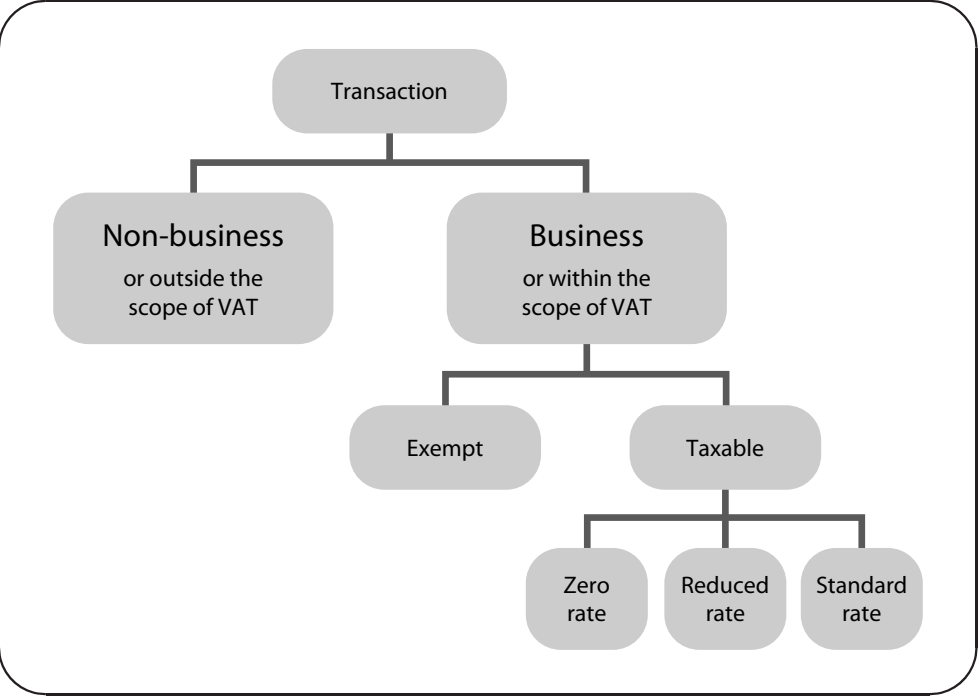 Transaction
Non-business
or outside the
scope of VAT
Business
or within the
scope of VAT
Exempt
Taxable
Zero
rate
Reduced
rate
Standard
rate